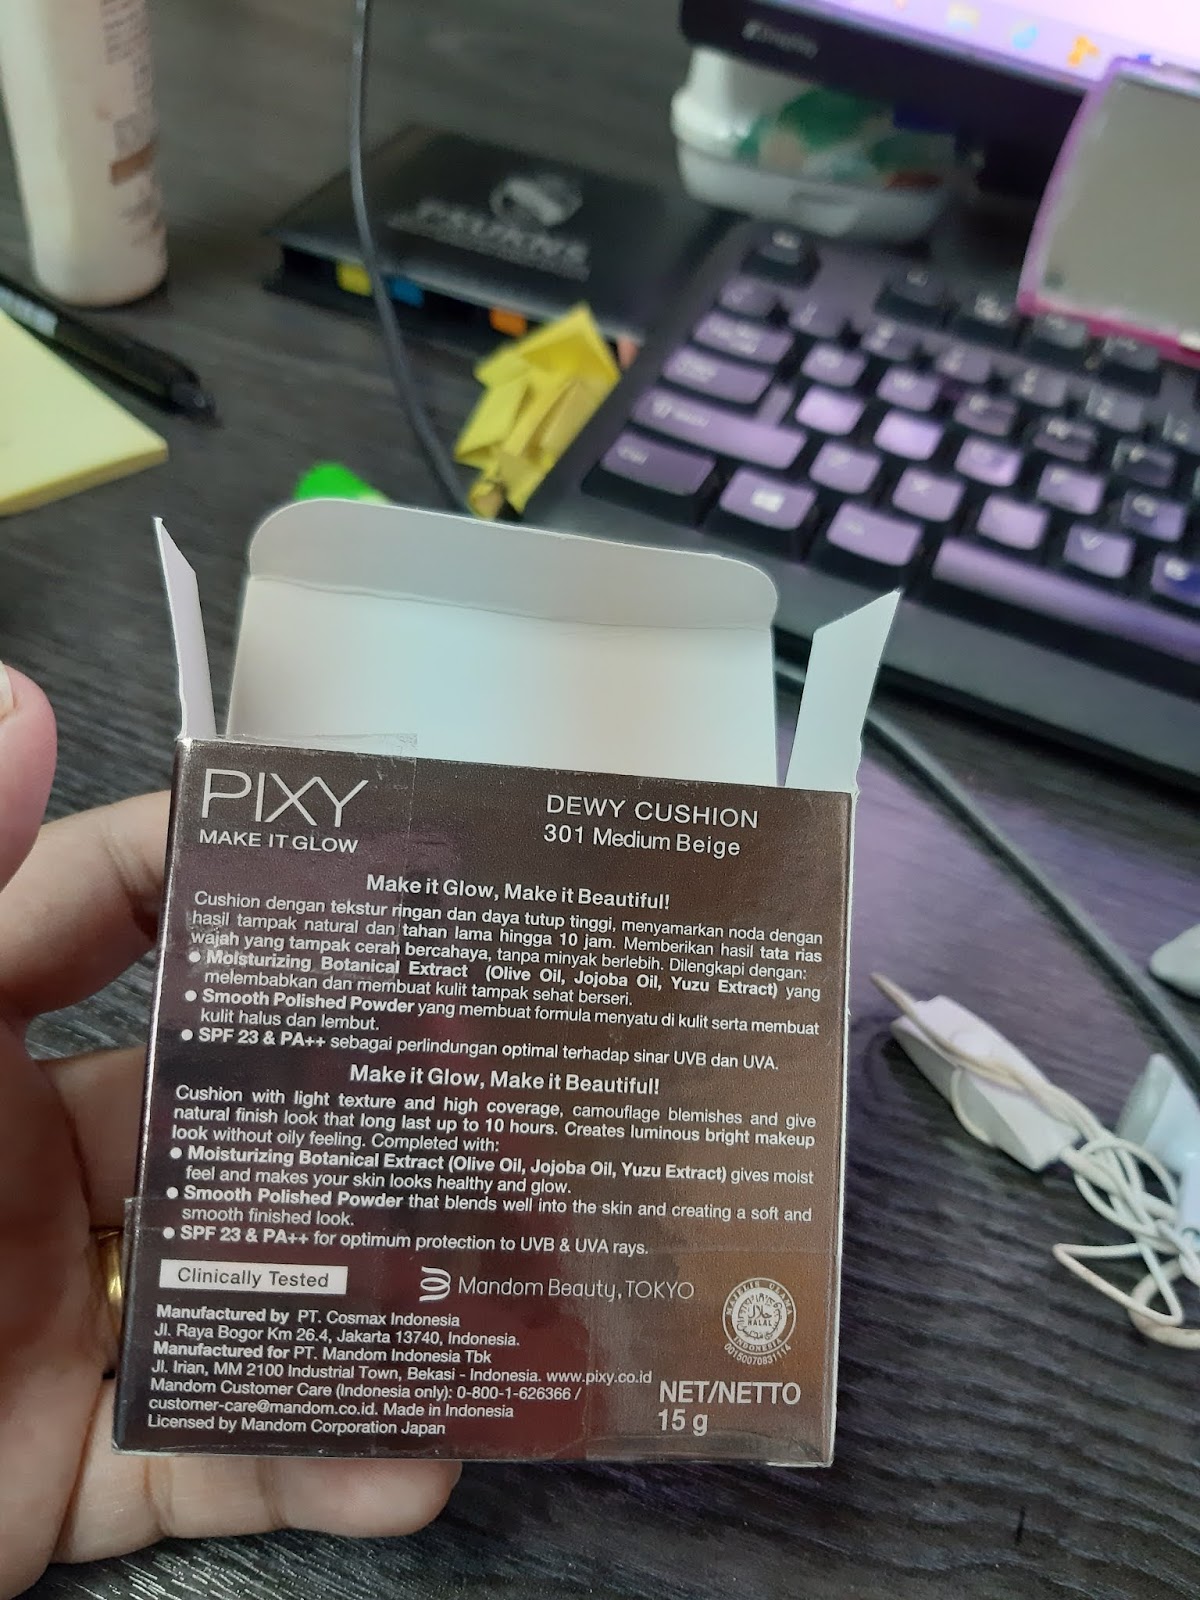 PIXY
MAKE IT GLOW
DEWY CUSHION
301 Medium Beige
Make it Glow, Make it Beautiful!
Cushion dengan tekstur ringan dan daya tutup tinggi, menyamarkan noda dengan
hasil tampak natural dan tahan lama hingga 10 jam. Memberikan hasil tata rias
wajah yang tampak cerah bercahaya, tanpa minyak berlebih. Dilengkapi dengan:
● Moisturizing Botanical Extract (Olive Oil, Jojoba Oil, Yuzu Extract) yang
melembabkan dan membuat kulit tampak sehat berseri.
● Smooth Polished Powder yang membuat formula menyatu di kulit serta membuat
kulit halus dan lembut.
● SPF 23 & PA++ sebagai perlindungan optimal terhadap sinar UVB dan UVA.
Make it Glow, Make it Beautiful!
Cushion with light texture and high coverage, camouflage blemishes and give
natural finish look that long last up to 10 hours. Creates luminous bright makeup
look without oily feeling. Completed with:
● Moisturizing Botanical Extract (Olive Oil, Jojoba Oil, Yuzu Extract) gives moist
feel and makes your skin looks healthy and glow.
● Smooth Polished Powder that blends well into the skin and creating a soft and
smooth finished look.
● SPF 23 & PA++ for optimum protection to UVB & UVA rays.
Clinically Tested
Mandom Beauty, TOKYO
MAJELIS ULAMA
HALAL
INDONESIA
00150070831114
Manufactured by PT. Cosmax Indonesia
Jl. Raya Bogor Km 26.4, Jakarta 13740, Indonesia.
Manufactured for PT. Mandom Indonesia Tbk
Jl. Irian, MM 2100 Industrial Town, Bekasi - Indonesia. www.pixy.co.id
Mandom Customer Care (Indonesia only): 0-800-1-626366 /
customer-care@mandom.co.id. Made in Indonesia
Licensed by Mandom Corporation Japan
NET/NETTO
15 g